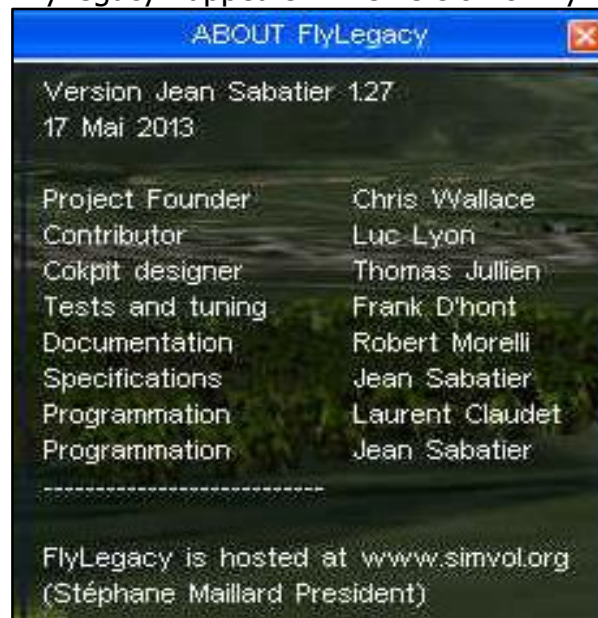 ABOUT FlyLegacy
Version Jean Sabatier 1.27
17 Mai 2013
Project Founder Chris Wallace
Contributor Luc Lyon
Cokpit designer Thomas Jullien
Tests and tuning Frank D'hont
Documentation Robert Morelli
Specifications Jean Sabatier
Programmation Laurent Claudet
Programmation Jean Sabatier
---------------------------
FlyLegacy is hosted at www.simvol.org
(Stéphane Maillard President)